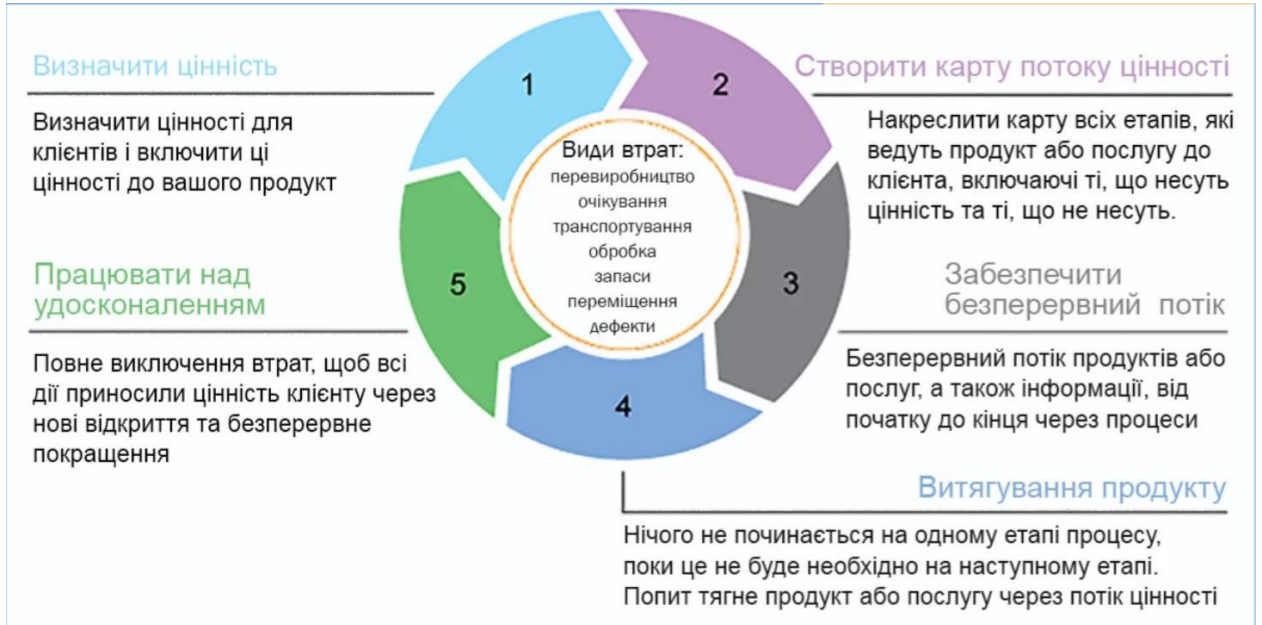 Визначити цінність
Визначити цінності для
клієнтів і включити ці
цінності до вашого продукт
1
2
Створити карту потоку цінності
Накреслити карту всіх етапів, які
ведуть продукт або послугу до
клієнта, включаючі ті, що несуть
цінність та ті, що не несуть.
3
Забезпечити
безперервний потік
Безперервний потік продуктів або
послуг, а також інформації, від
початку до кінця через процеси
4
Витягування продукту
Нічого не починається на одному етапі процесу,
поки це не буде необхідно на наступному етапі.
Попит тягне продукт або послугу через потік цінності
5
Працювати над
удосконаленням
Повне виключення втрат, щоб всі
дії приносили цінність клієнту через
нові відкриття та безперервне
покращення
Види втрат:
перевиробництво
очікування
транспортування
обробка
запаси
переміщення
дефекти